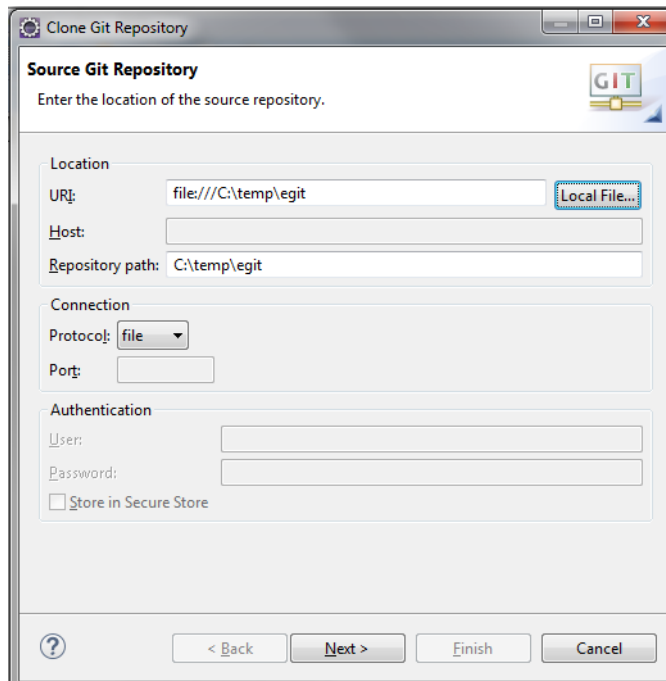 Clone Git Repository
Source Git Repository
Enter the location of the source repository.
GIT
Location
URI: file:///C:\temp\egit Local File...
Host:
Repository path: C:\temp\egit
Connection
Protocol: file
Port:
Authentication
User:
Password:
Store in Secure Store
? < Back Next > Finish Cancel